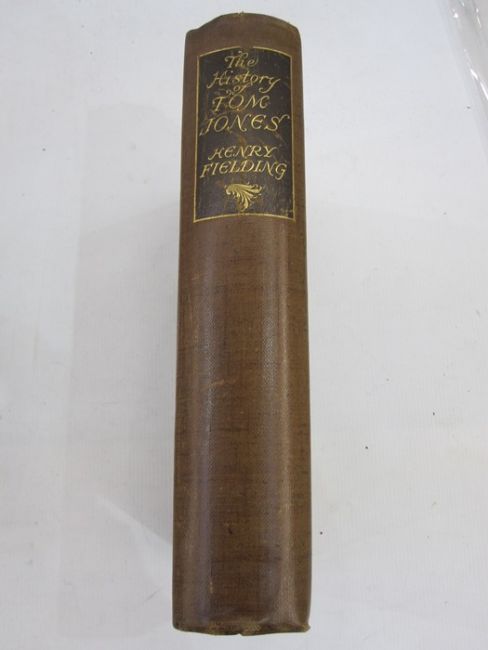 The
History
of
TOM
JONES
HENRY
FIELDING